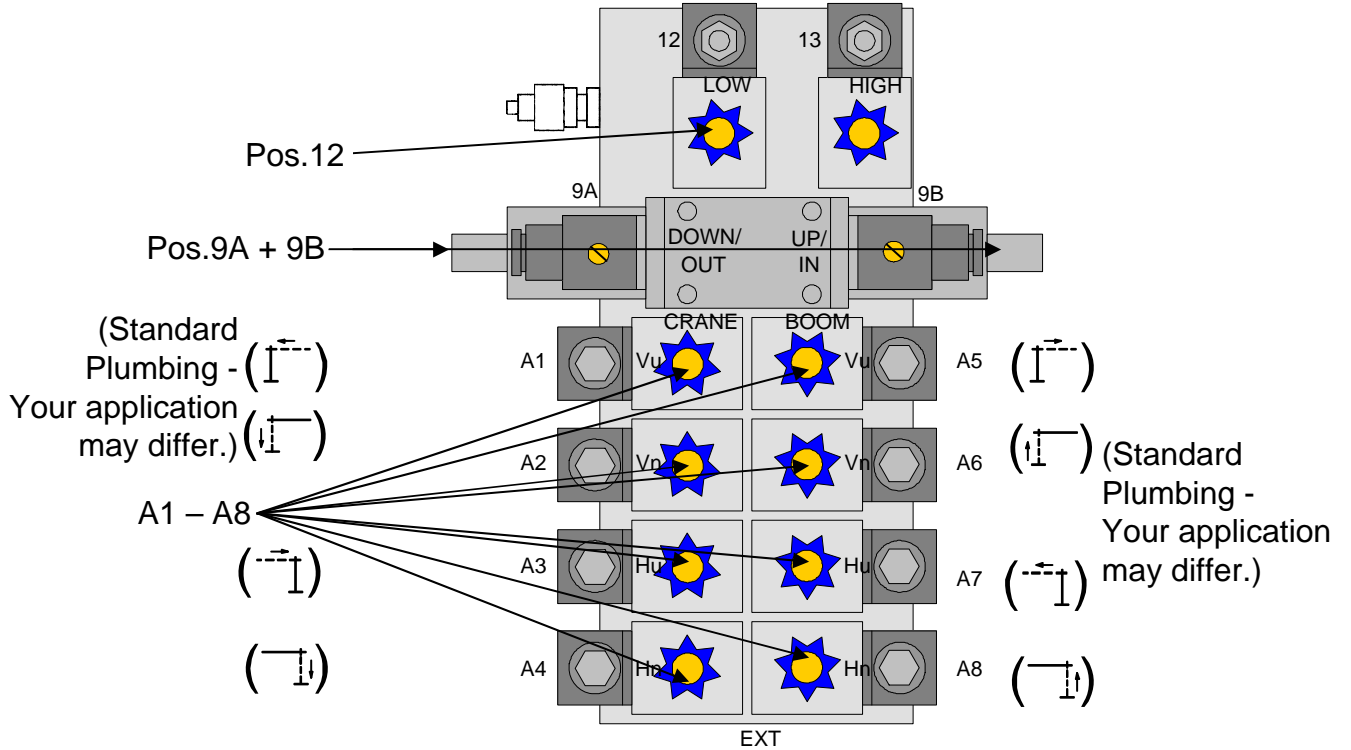 12
13
LOW
HIGH
Pos.12
9A
9B
Pos.9A + 9B
DOWN/
OUT
UP/
IN
(Standard
Plumbing -
Your application
may differ.)
CRANE
BOOM
A1
Vu
Vu
A5
A2
Vn
Vn
A6
(Standard
Plumbing -
Your application
may differ.)
A1 – A8
A3
Hu
Hu
A7
A4
Hn
Hn
A8
EXT